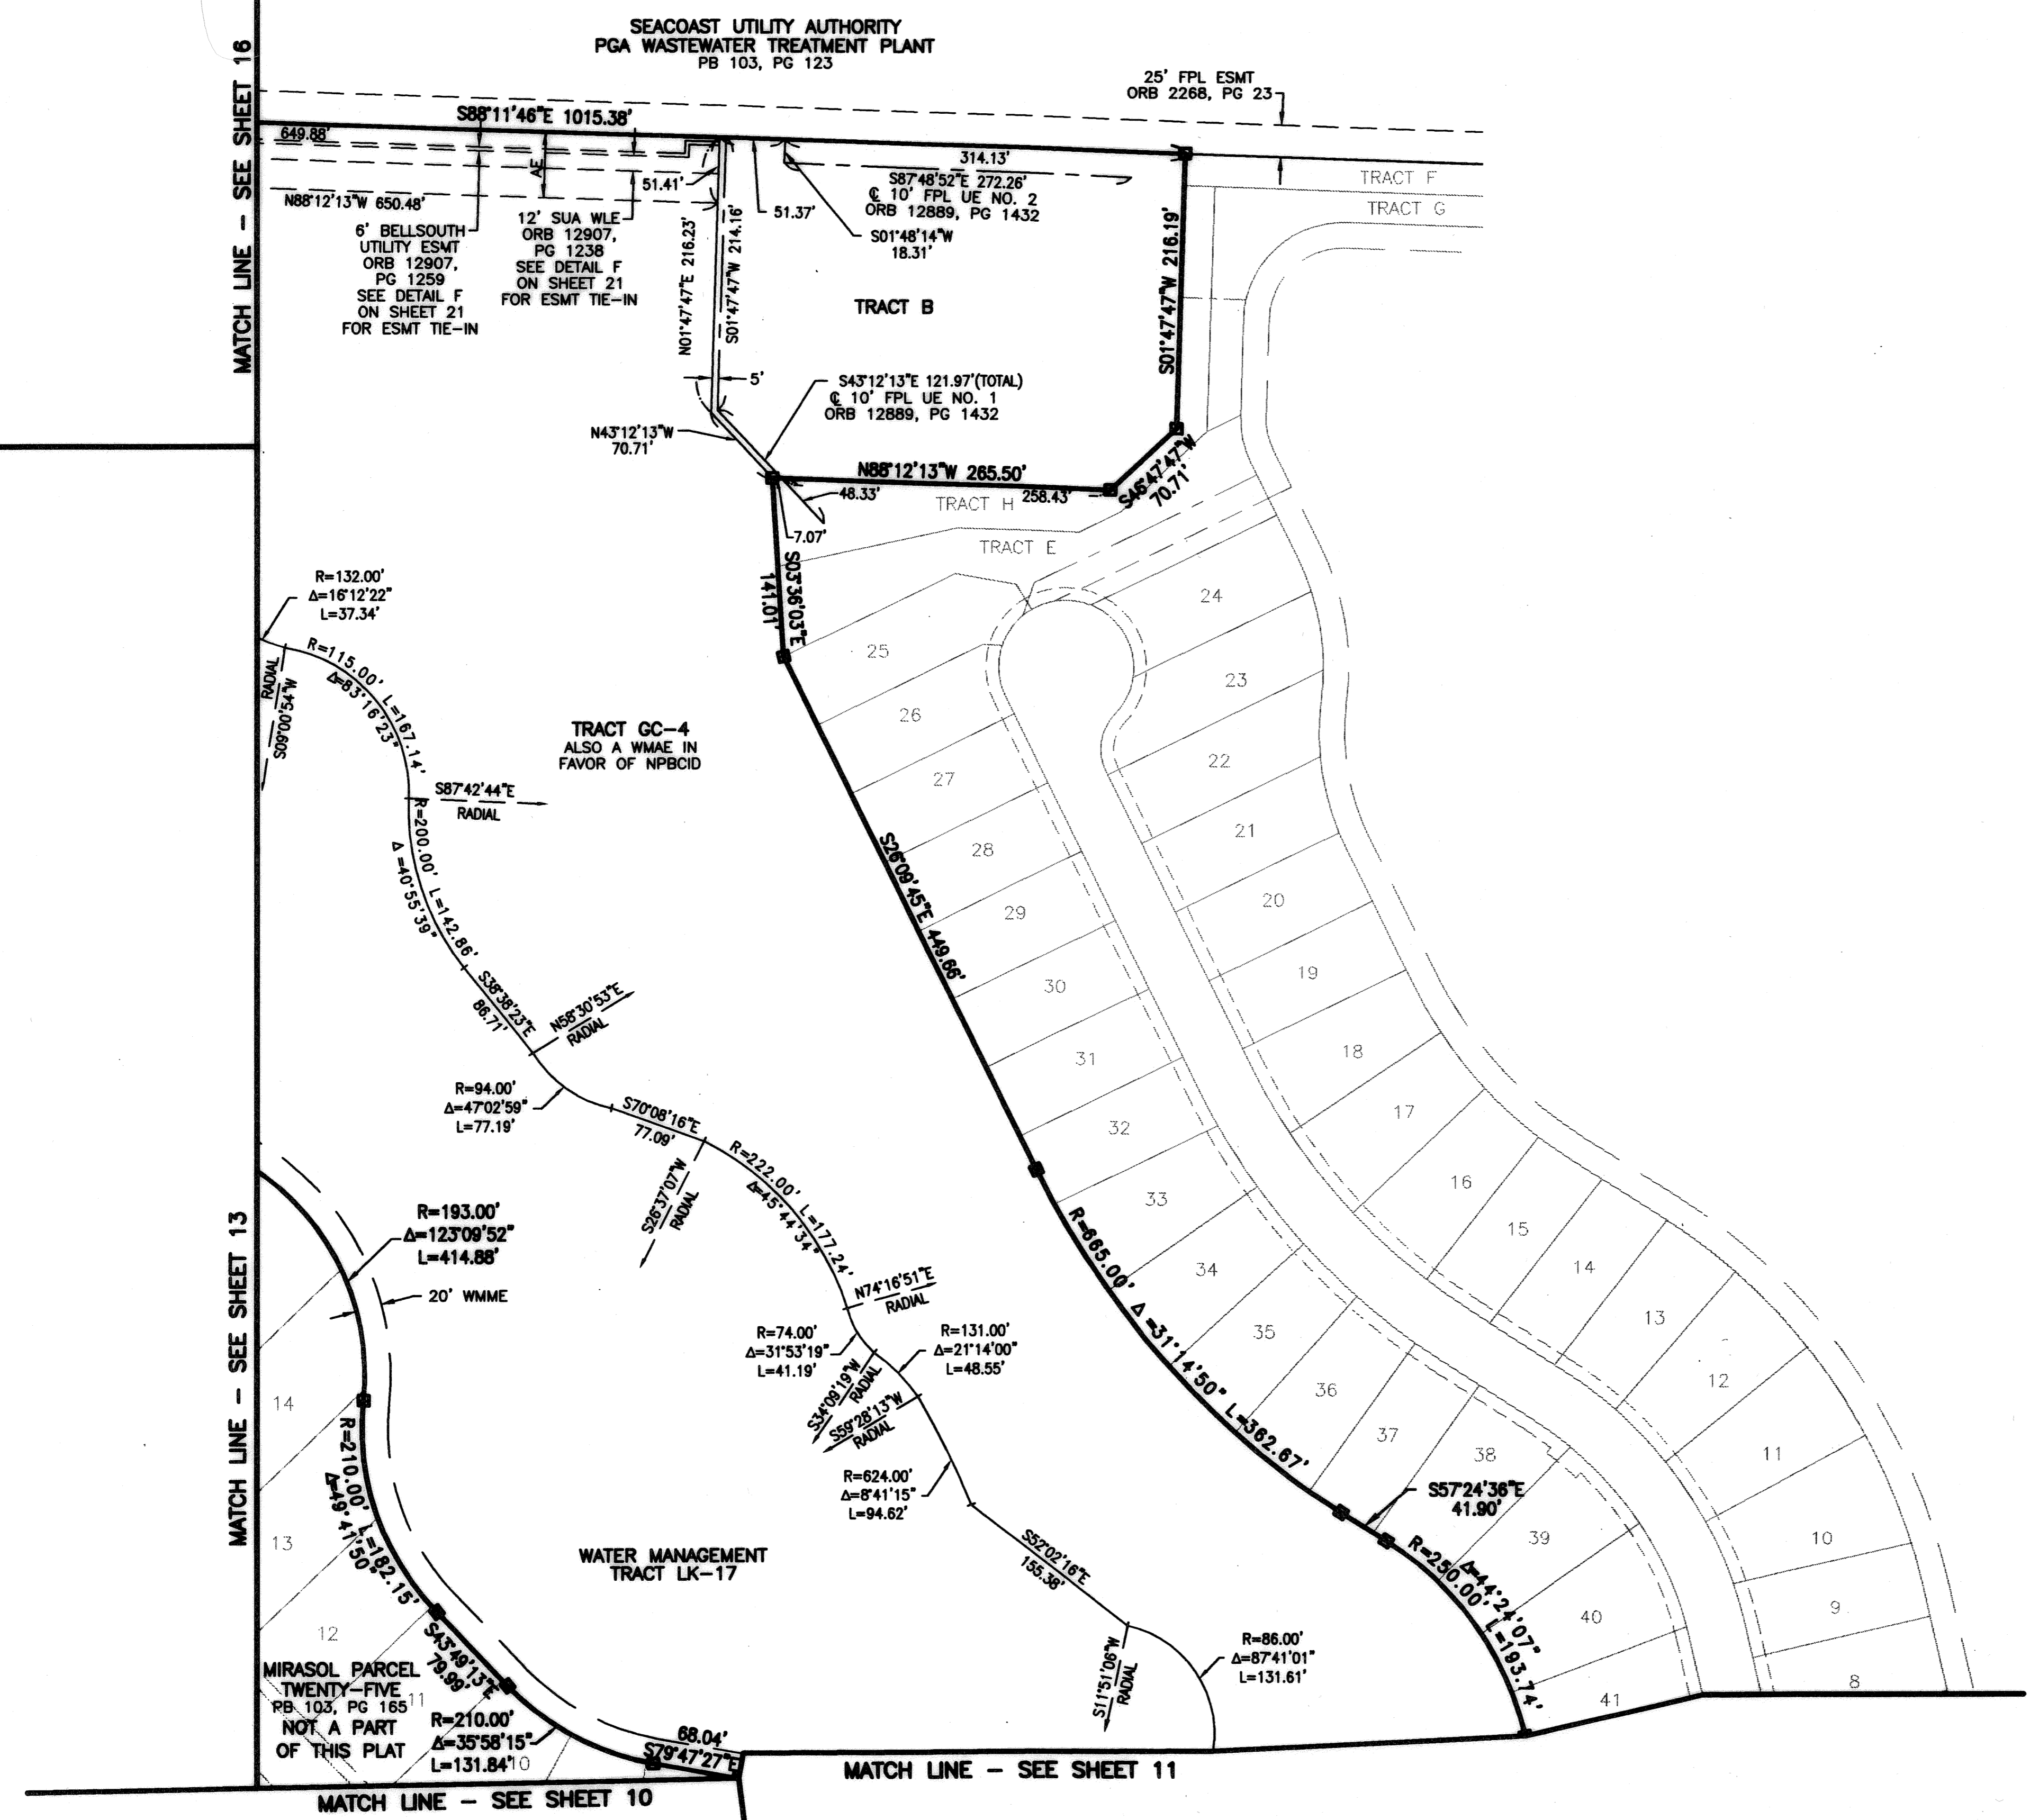 SEACOAST UTILITY AUTHORITY
PGA WASTEWATER TREATMENT PLANT
PB 103, PG 123
25' FPL ESMT
ORB 2268, PG 23
MATCH LINE - SEE SHEET 16
S88°11'46"E 1015.38'
649.88'
AE
N88°12'13"W 650.48'
51.41'
51.37'
314.13'
S87°48'52"E 272.26'
℄ 10' FPL UE NO. 2
ORB 12889, PG 1432
S01°48'14"W
18.31'
TRACT F
TRACT G
6' BELLSOUTH
UTILITY ESMT
ORB 12907,
PG 1259
SEE DETAIL F
ON SHEET 21
FOR ESMT TIE-IN
12' SUA WLE
ORB 12907,
PG 1238
SEE DETAIL F
ON SHEET 21
FOR ESMT TIE-IN
N01°47'47"E 216.23'
S01°47'47"W 214.16'
TRACT B
S01°47'47"W 216.19'
5'
S43°12'13"E 121.97'(TOTAL)
℄ 10' FPL UE NO. 1
ORB 12889, PG 1432
N43°12'13"W
70.71'
N88°12'13"W 265.50'
S46°47'47"W
70.71'
48.33'
258.43'
TRACT H
7.07'
TRACT E
S03°36'03"E
141.01'
R=132.00'
Δ=16°12'22"
L=37.34'
RADIAL
S09°00'54"W
R=115.00' L=167.14'
Δ=83°16'23"
TRACT GC-4
ALSO A WMAE IN
FAVOR OF NPBCID
S87°42'44"E
RADIAL
R=200.00' L=142.86'
Δ=40°55'39"
S38°38'23"E
86.71'
N58°30'53"E
RADIAL
R=94.00'
Δ=47°02'59"
L=77.19'
S70°08'16"E
77.09'
S26°37'07"W
RADIAL
R=222.00' L=177.24'
Δ=45°44'34"
S26°09'45"E 449.66'
24
25
23
26
22
27
21
28
20
29
19
30
18
31
17
32
16
33
15
34
14
35
13
36
12
37
11
38
10
39
9
40
8
41
MATCH LINE - SEE SHEET 13
R=193.00'
Δ=123°09'52"
L=414.88'
20' WMME
N74°16'51"E
RADIAL
R=74.00'
Δ=31°53'19"
L=41.19'
R=131.00'
Δ=21°14'00"
L=48.55'
S34°09'19"W
RADIAL
S59°28'13"W
RADIAL
R=624.00'
Δ=8°41'15"
L=94.62'
R=665.00' Δ=31°14'50" L=362.67'
S57°24'36"E
41.90'
R=250.00' L=193.74'
Δ=44°24'07"
S52°02'16"E
155.38'
WATER MANAGEMENT
TRACT LK-17
14
13
12
11
10
R=210.00' L=182.15'
Δ=49°41'50"
S43°49'13"E
79.99'
S11°51'06"W
RADIAL
R=86.00'
Δ=87°41'01"
L=131.61'
MIRASOL PARCEL
TWENTY-FIVE
PB 103, PG 165
NOT A PART
OF THIS PLAT
R=210.00'
Δ=35°58'15"
L=131.84'
68.04'
S79°47'27"E
MATCH LINE - SEE SHEET 11
MATCH LINE - SEE SHEET 10